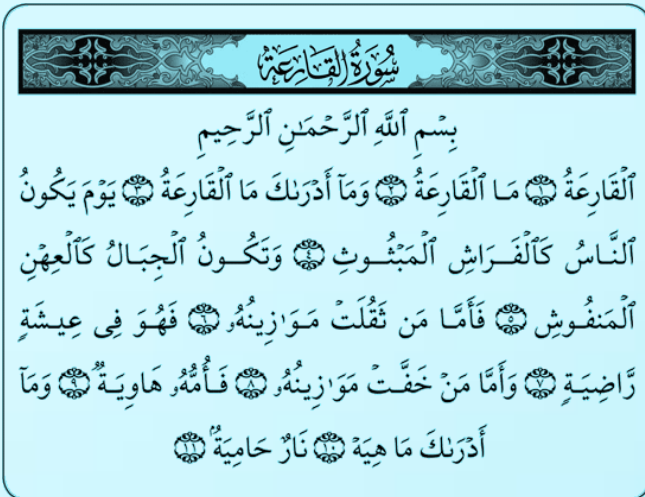 سُورَةُ القَارِعَةِ
بِسْمِ ٱللَّهِ ٱلرَّحْمَـٰنِ ٱلرَّحِيمِ
ٱلْقَارِعَةُ ١ مَا ٱلْقَارِعَةُ ٢ وَمَآ أَدْرَىٰكَ مَا ٱلْقَارِعَةُ ٣ يَوْمَ يَكُونُ
ٱلنَّاسُ كَٱلْفَرَاشِ ٱلْمَبْثُوثِ ٤ وَتَكُونُ ٱلْجِبَالُ كَٱلْعِهْنِ
ٱلْمَنفُوشِ ٥ فَأَمَّا مَن ثَقُلَتْ مَوَٰزِينُهُۥ ٦ فَهُوَ فِى عِيشَةٍ
رَّاضِيَةٍ ٧ وَأَمَّا مَنْ خَفَّتْ مَوَٰزِينُهُۥ ٨ فَأُمُّهُۥ هَاوِيَةٌ ٩ وَمَآ
أَدْرَىٰكَ مَا هِيَهْ ١٠ نَارٌ حَامِيَةٌۢ ١١